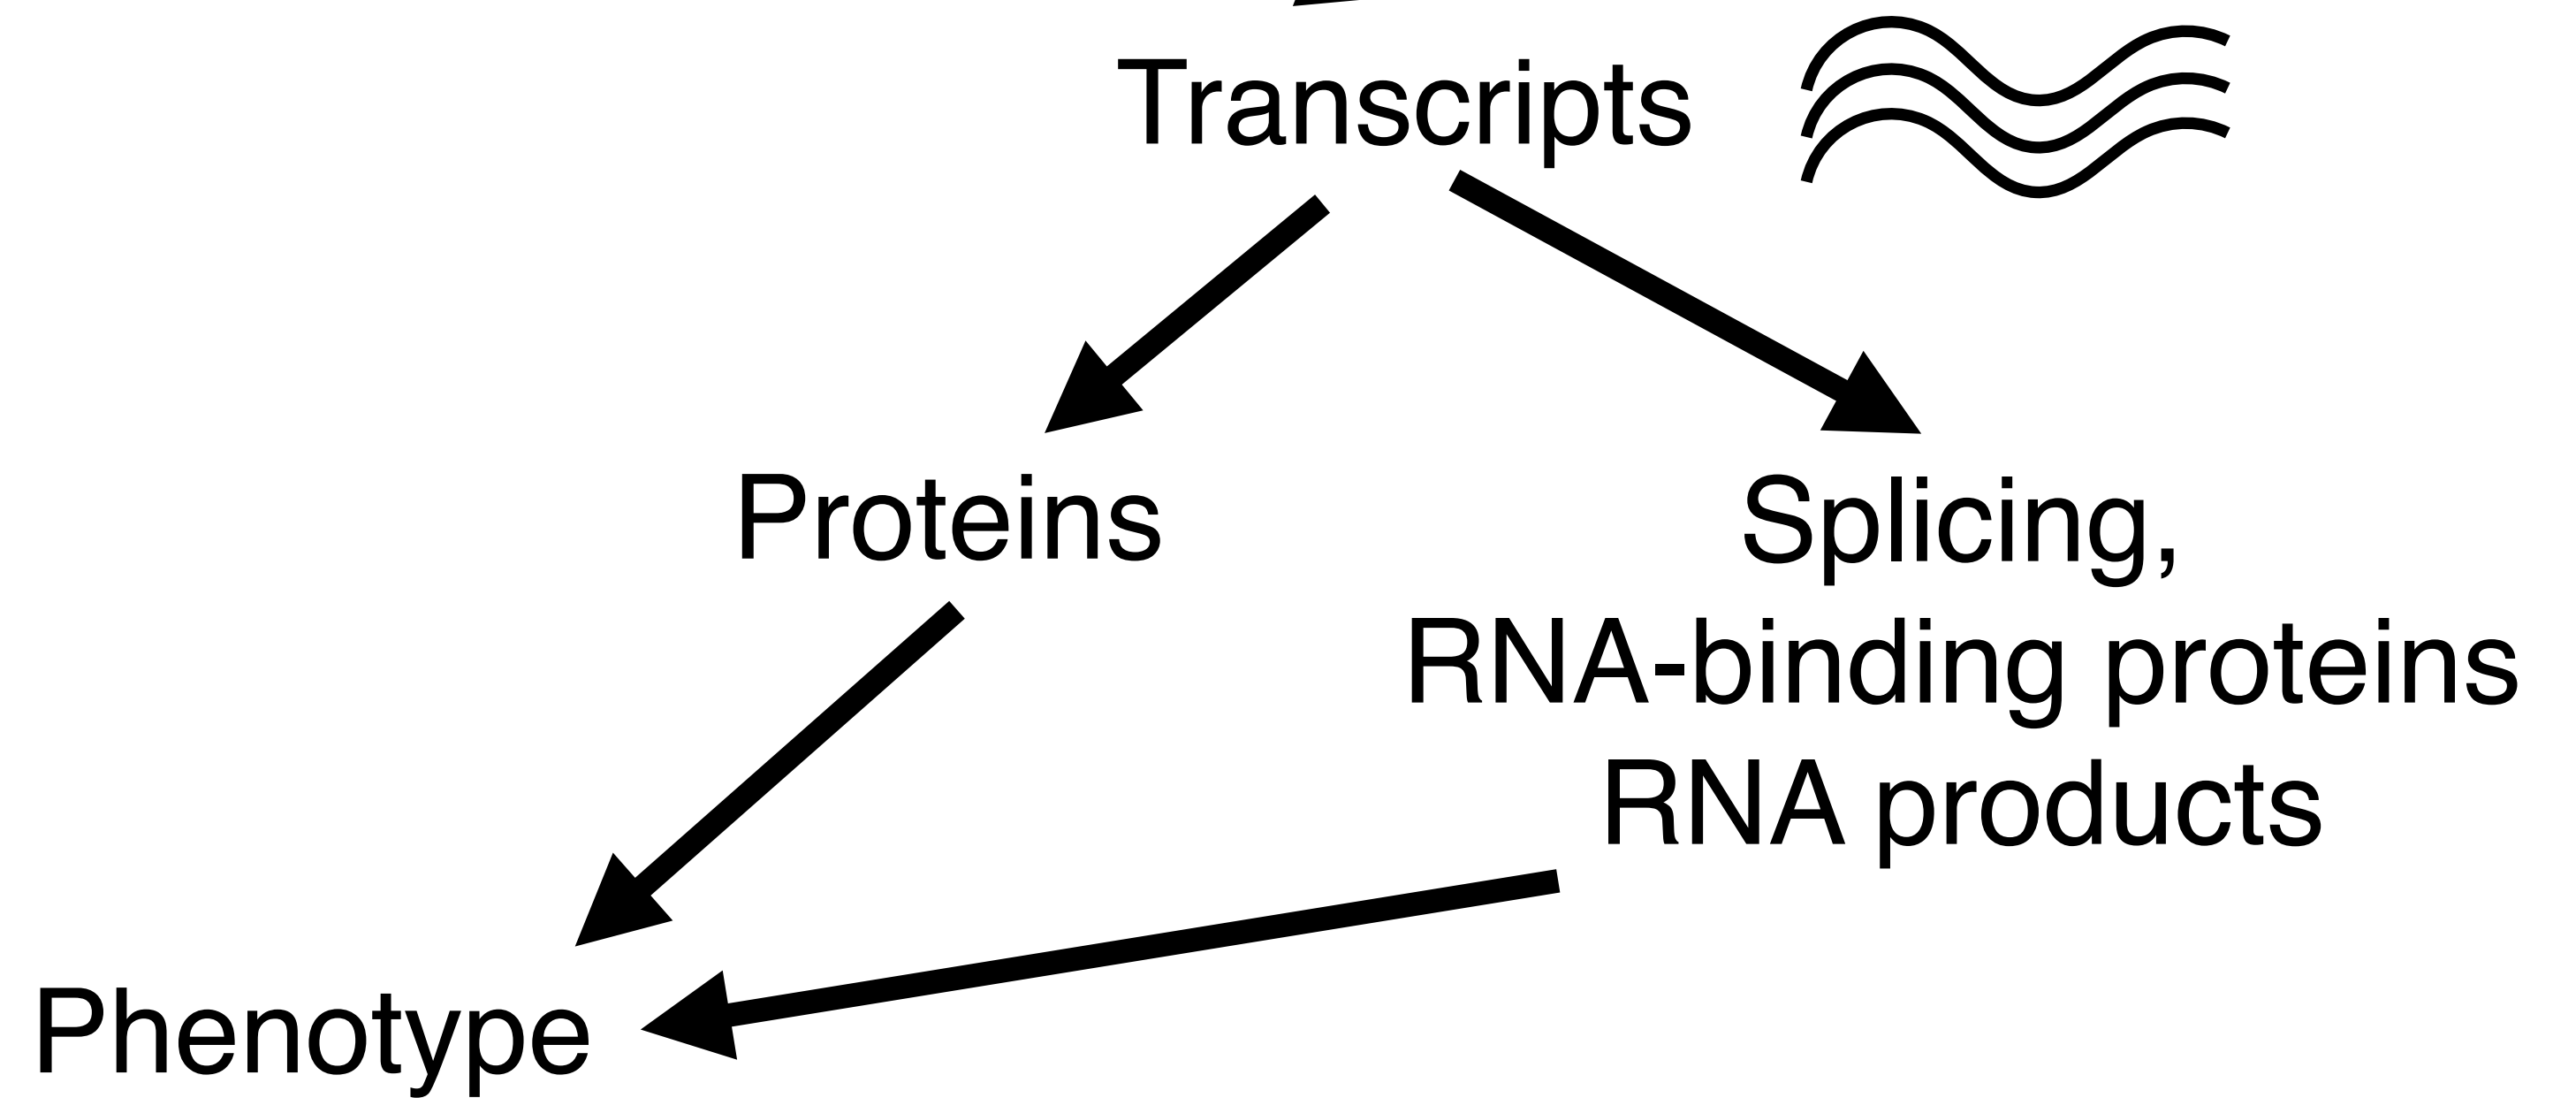 Transcripts
Proteins
Splicing,
RNA-binding proteins
RNA products
Phenotype